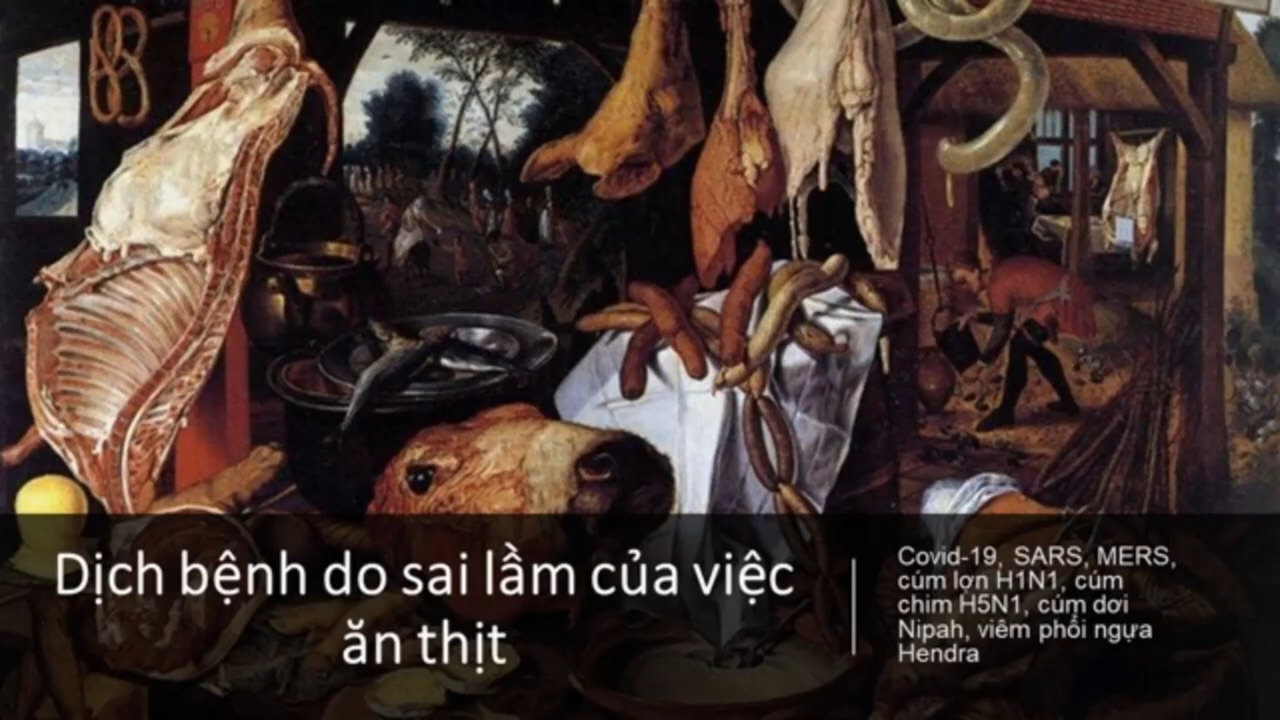 Dịch bệnh do sai lầm của việc
ăn thịt
Covid-19, SARS, MERS,
cúm lợn H1N1, cúm
chim H5N1, cúm dơi
Nipah, viêm phổi ngựa
Hendra